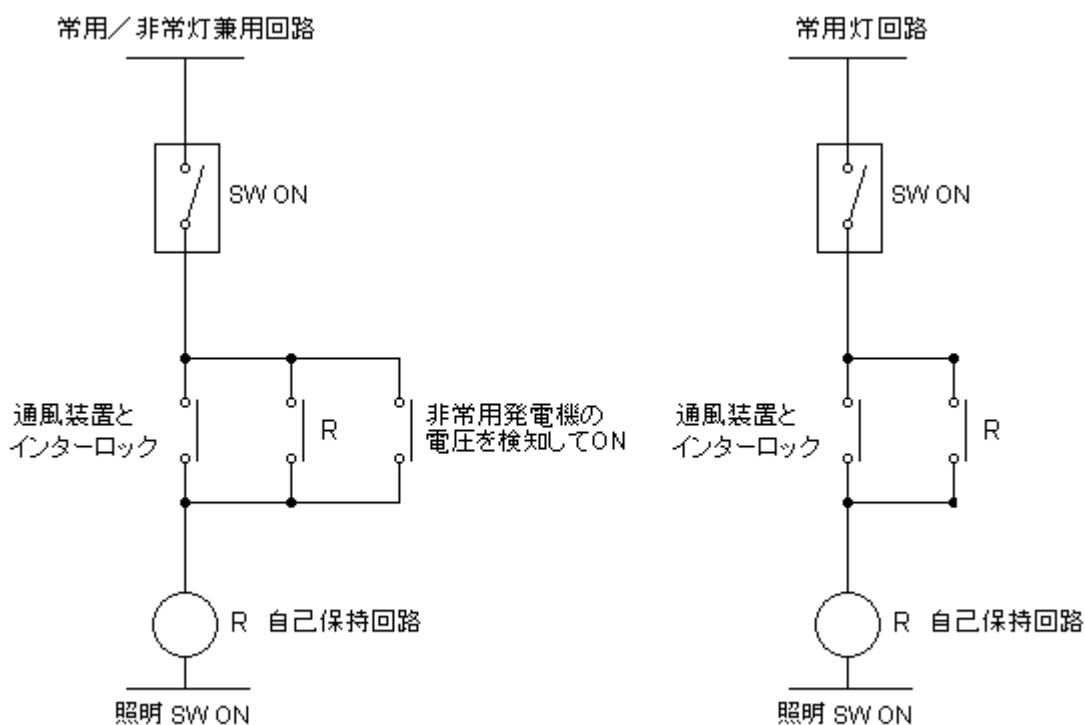 常用／非常灯兼用回路
SW ON
通風装置と
インターロック
R
非常用発電機の
電圧を検知してON
R 自己保持回路
照明 SW ON
常用灯回路
SW ON
通風装置と
インターロック
R
R 自己保持回路
照明 SW ON